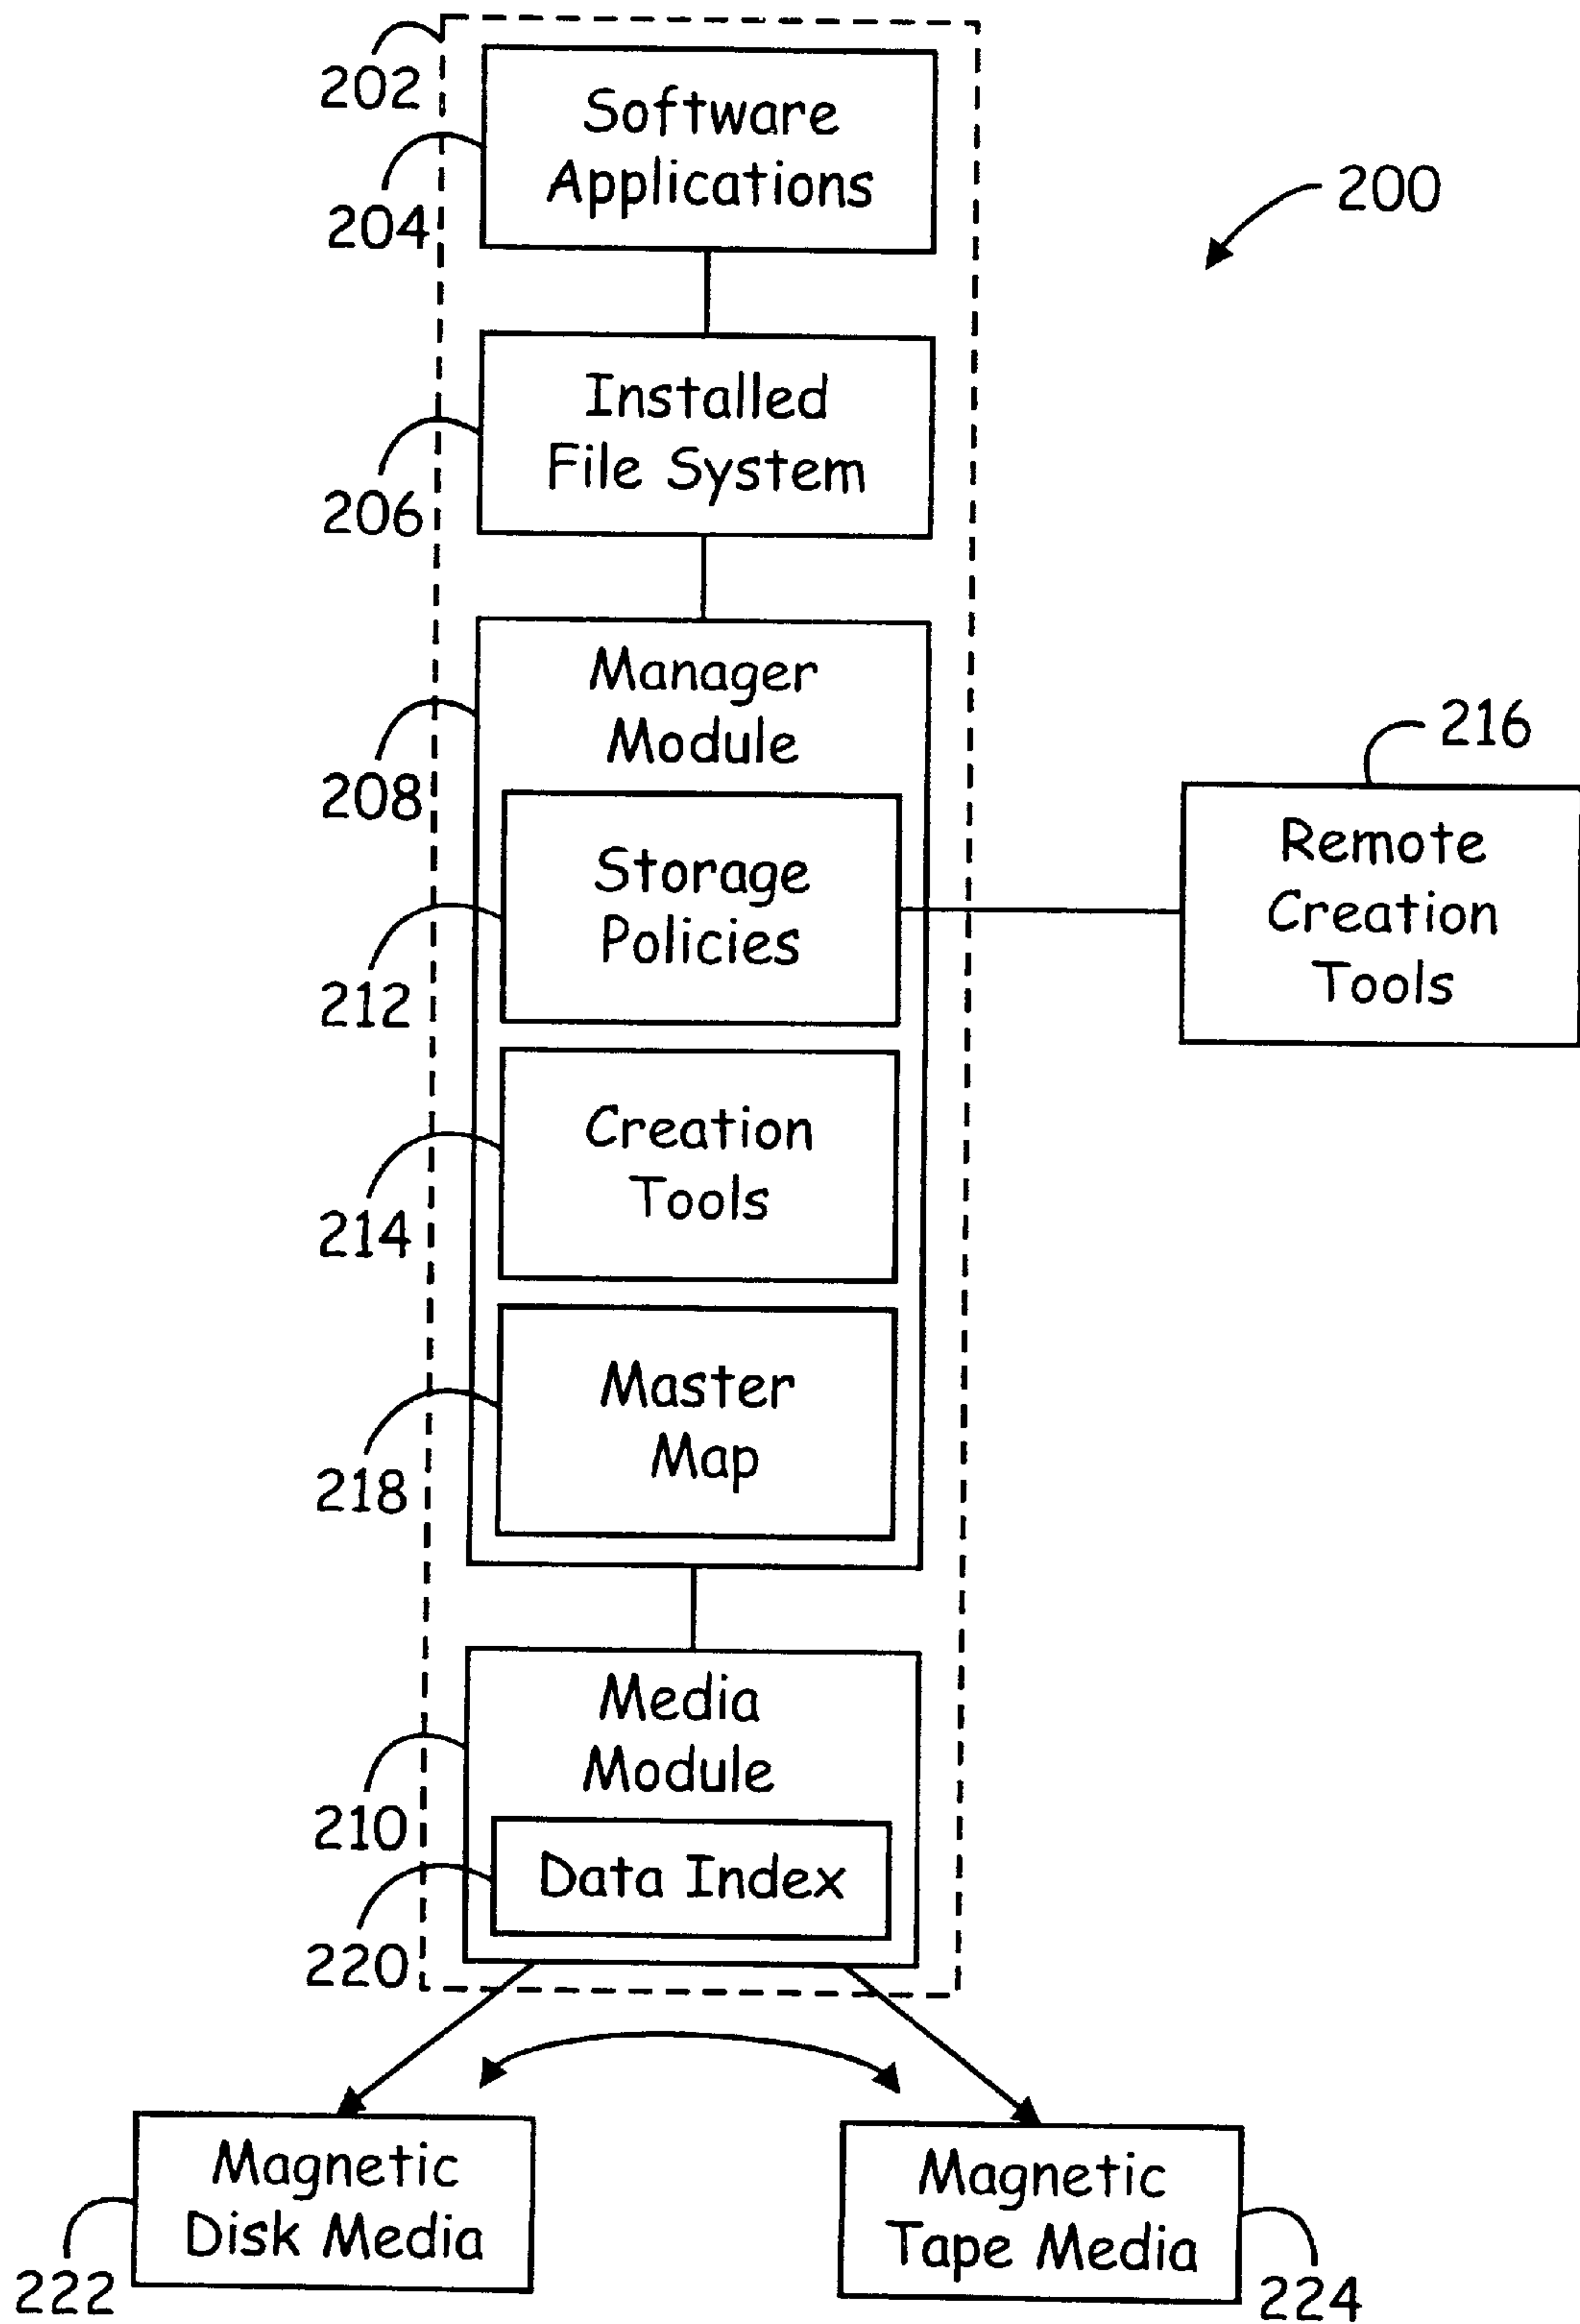 202
Software
Applications
204
200
Installed
File System
206
Manager
Module
208
216
Storage
Policies
212
Remote
Creation
Tools
Creation
Tools
214
Master
Map
218
Media
Module
210
Data Index
220
Magnetic
Disk Media
222
Magnetic
Tape Media
224